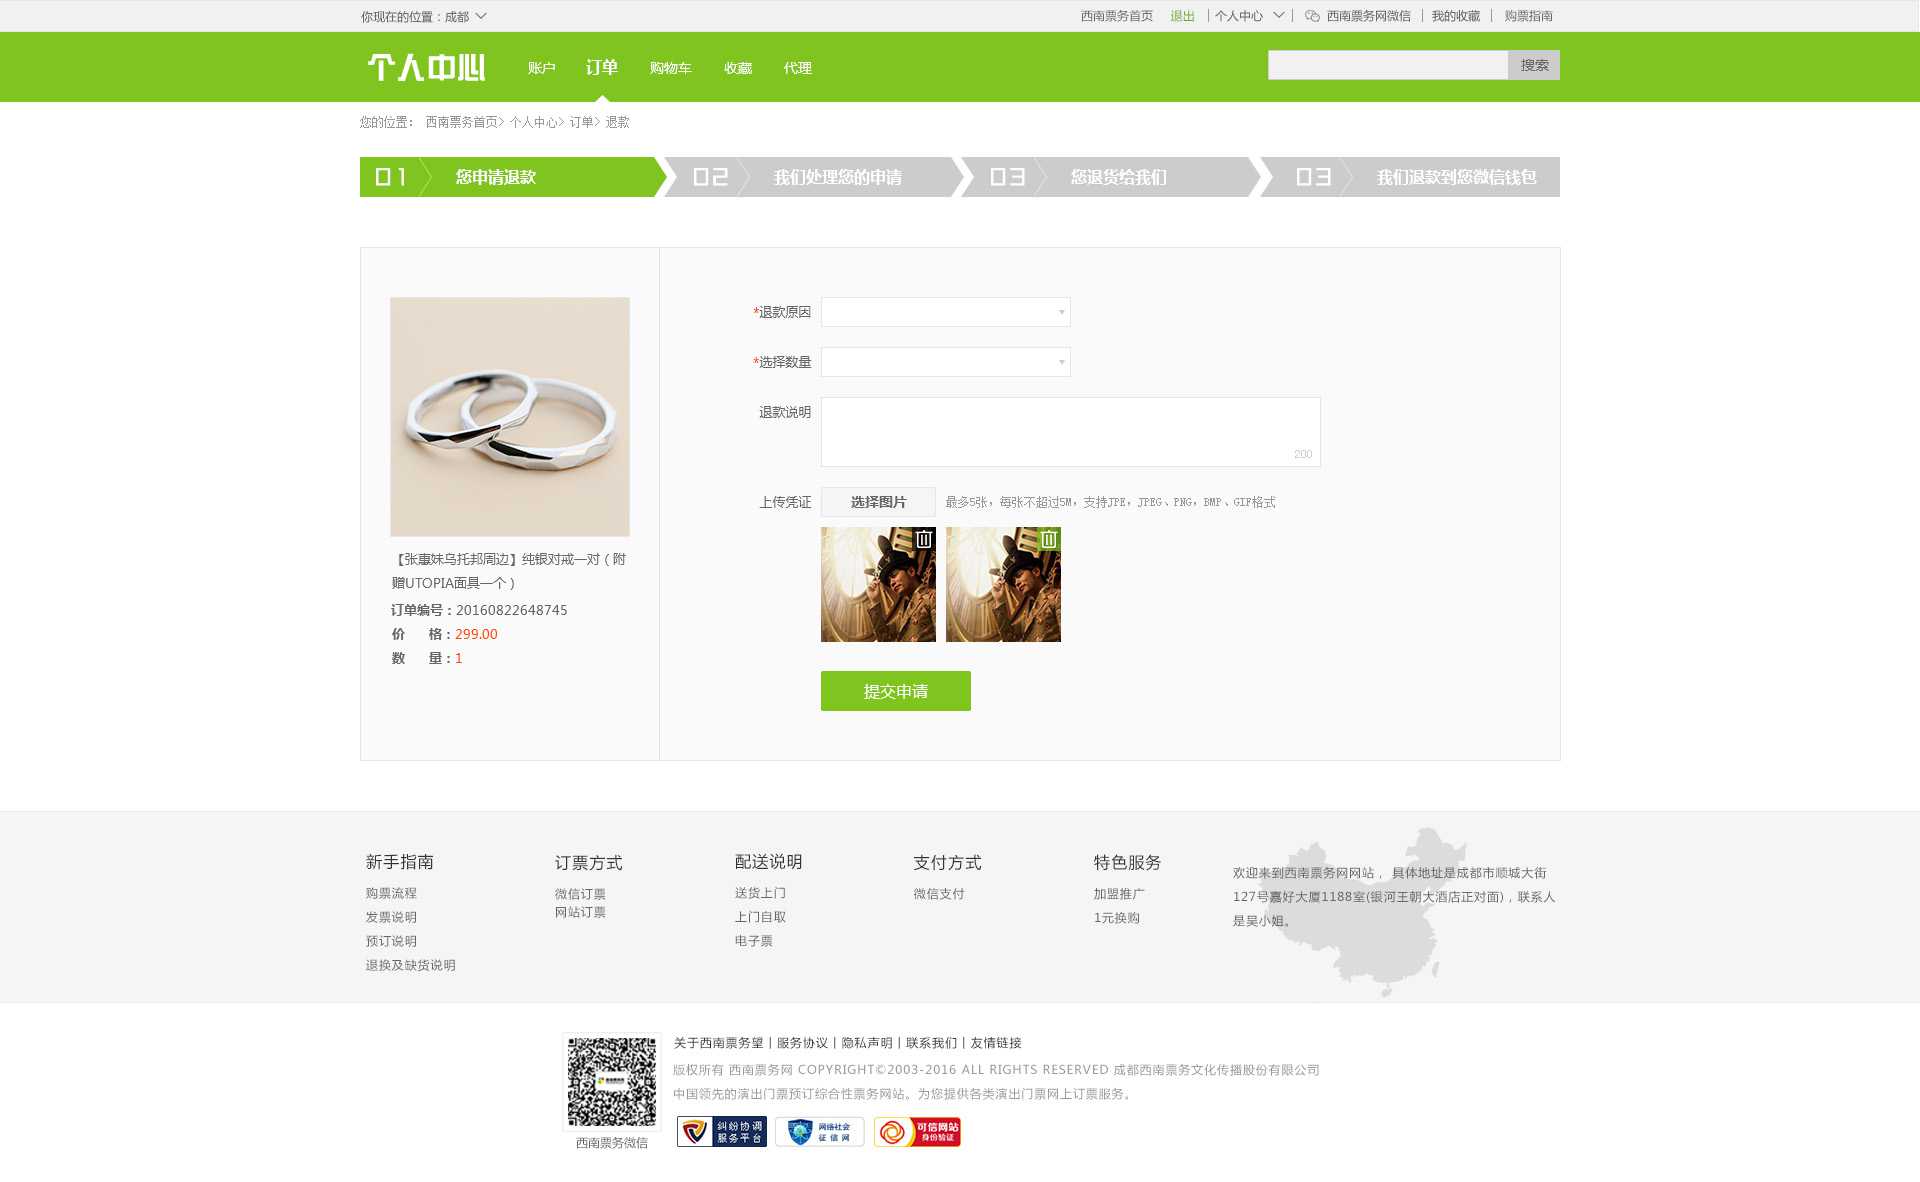 你现在的位置：成都
西南票务首页 退出 个人中心 西南票务网微信 我的收藏 购票指南
个人中心 账户 订单 购物车 收藏 代理 搜索
您的位置： 西南票务首页> 个人中心> 订单> 退款
01 您申请退款 02 我们处理您的申请 03 您退货给我们 03 我们退款到您微信钱包
*退款原因
*选择数量
退款说明
200
上传凭证 选择图片 最多5张，每张不超过5M，支持JPE，JPEG、PNG，BMP、GIF格式
【张惠妹乌托邦周边】纯银对戒一对（附
赠UTOPIA面具一个）
订单编号：20160822648745
价 格：299.00
数 量：1
提交申请
新手指南
购票流程
发票说明
预订说明
退换及缺货说明
订票方式
微信订票
网站订票
配送说明
送货上门
上门自取
电子票
支付方式
微信支付
特色服务
加盟推广
1元换购
欢迎来到西南票务网网站， 具体地址是成都市顺城大街
127号嘉好大厦1188室(银河王朝大酒店正对面)，联系人
是吴小姐。
西南票务微信
关于西南票务望丨服务协议丨隐私声明丨联系我们丨友情链接
版权所有 西南票务网 COPYRIGHT©2003-2016 ALL RIGHTS RESERVED 成都西南票务文化传播股份有限公司
中国领先的演出门票预订综合性票务网站。为您提供各类演出门票网上订票服务。
纠纷协调
服务平台
网络社会
征信网
可信网站
身份验证